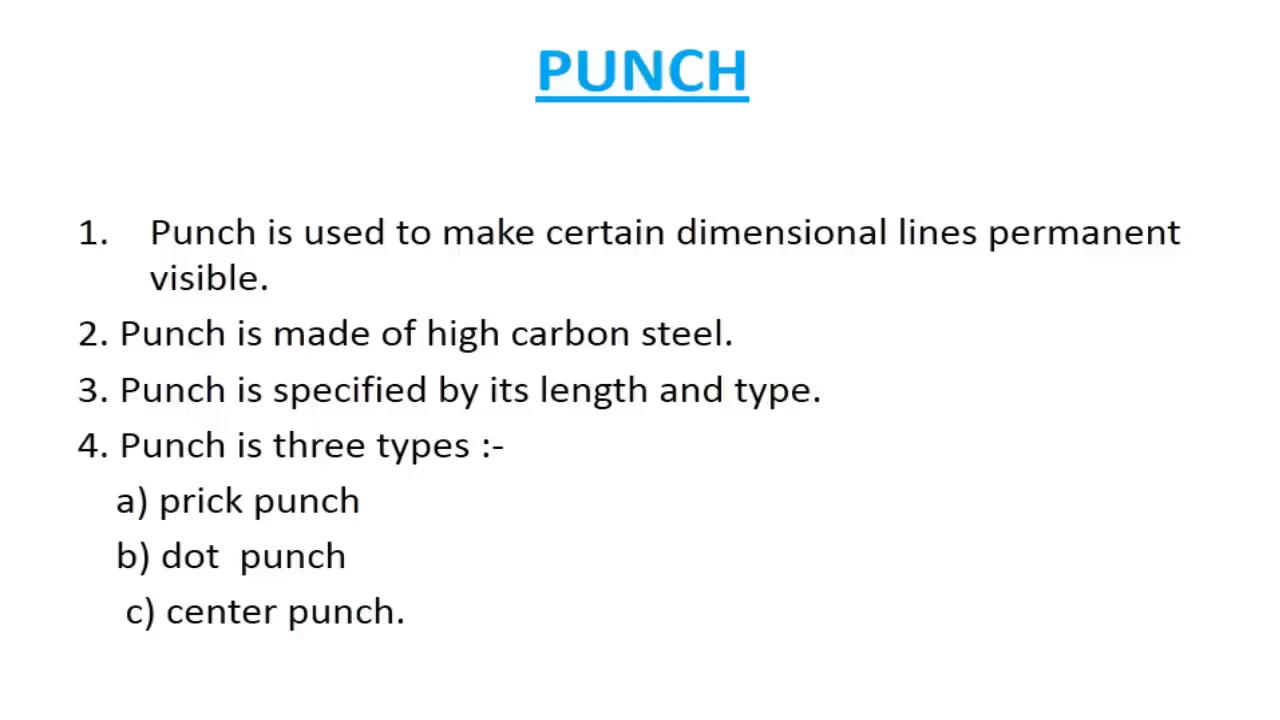 PUNCH
1. Punch is used to make certain dimensional lines permanent
visible.
2. Punch is made of high carbon steel.
3. Punch is specified by its length and type.
4. Punch is three types :-
a) prick punch
b) dot  punch
c) center punch.